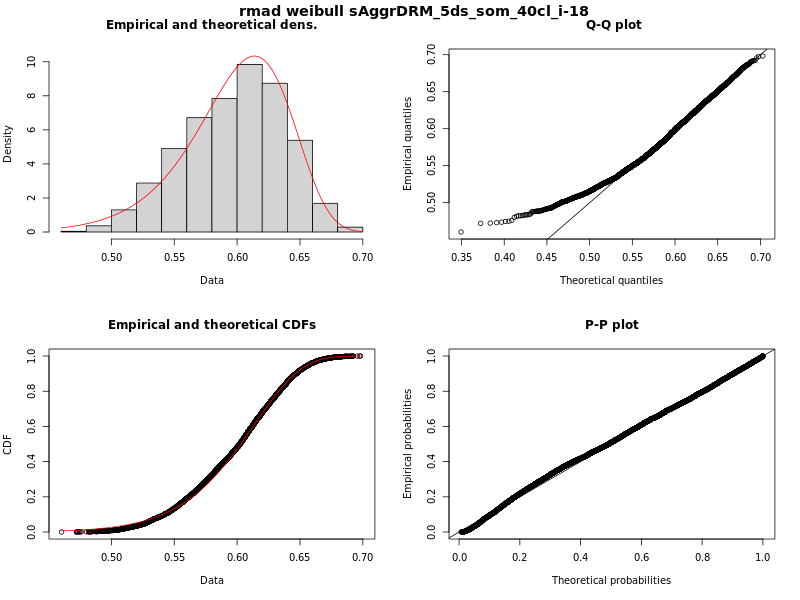 rmad weibull sAggrDRM_5ds_som_40cl_i-18
Empirical and theoretical dens.
Density
0 2 4 6 8 10
0.50 0.55 0.60 0.65 0.70
Data
Q-Q plot
Empirical quantiles
0.50 0.55 0.60 0.65 0.70
0.35 0.40 0.45 0.50 0.55 0.60 0.65 0.70
Theoretical quantiles
Empirical and theoretical CDFs
CDF
0.0 0.2 0.4 0.6 0.8 1.0
0.50 0.55 0.60 0.65 0.70
Data
P-P plot
Empirical probabilities
0.0 0.2 0.4 0.6 0.8 1.0
0.0 0.2 0.4 0.6 0.8 1.0
Theoretical probabilities